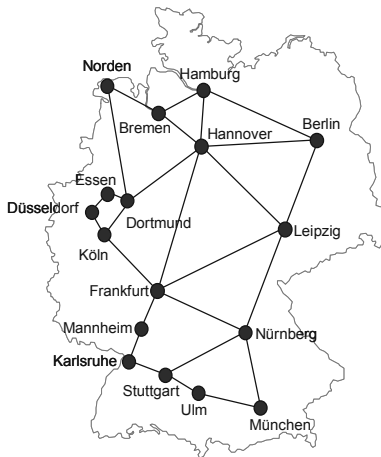 Norden
Hamburg
Bremen
Hannover
Berlin
Essen
Düsseldorf
Dortmund
Köln
Leipzig
Frankfurt
Mannheim
Nürnberg
Karlsruhe
Stuttgart
Ulm
München